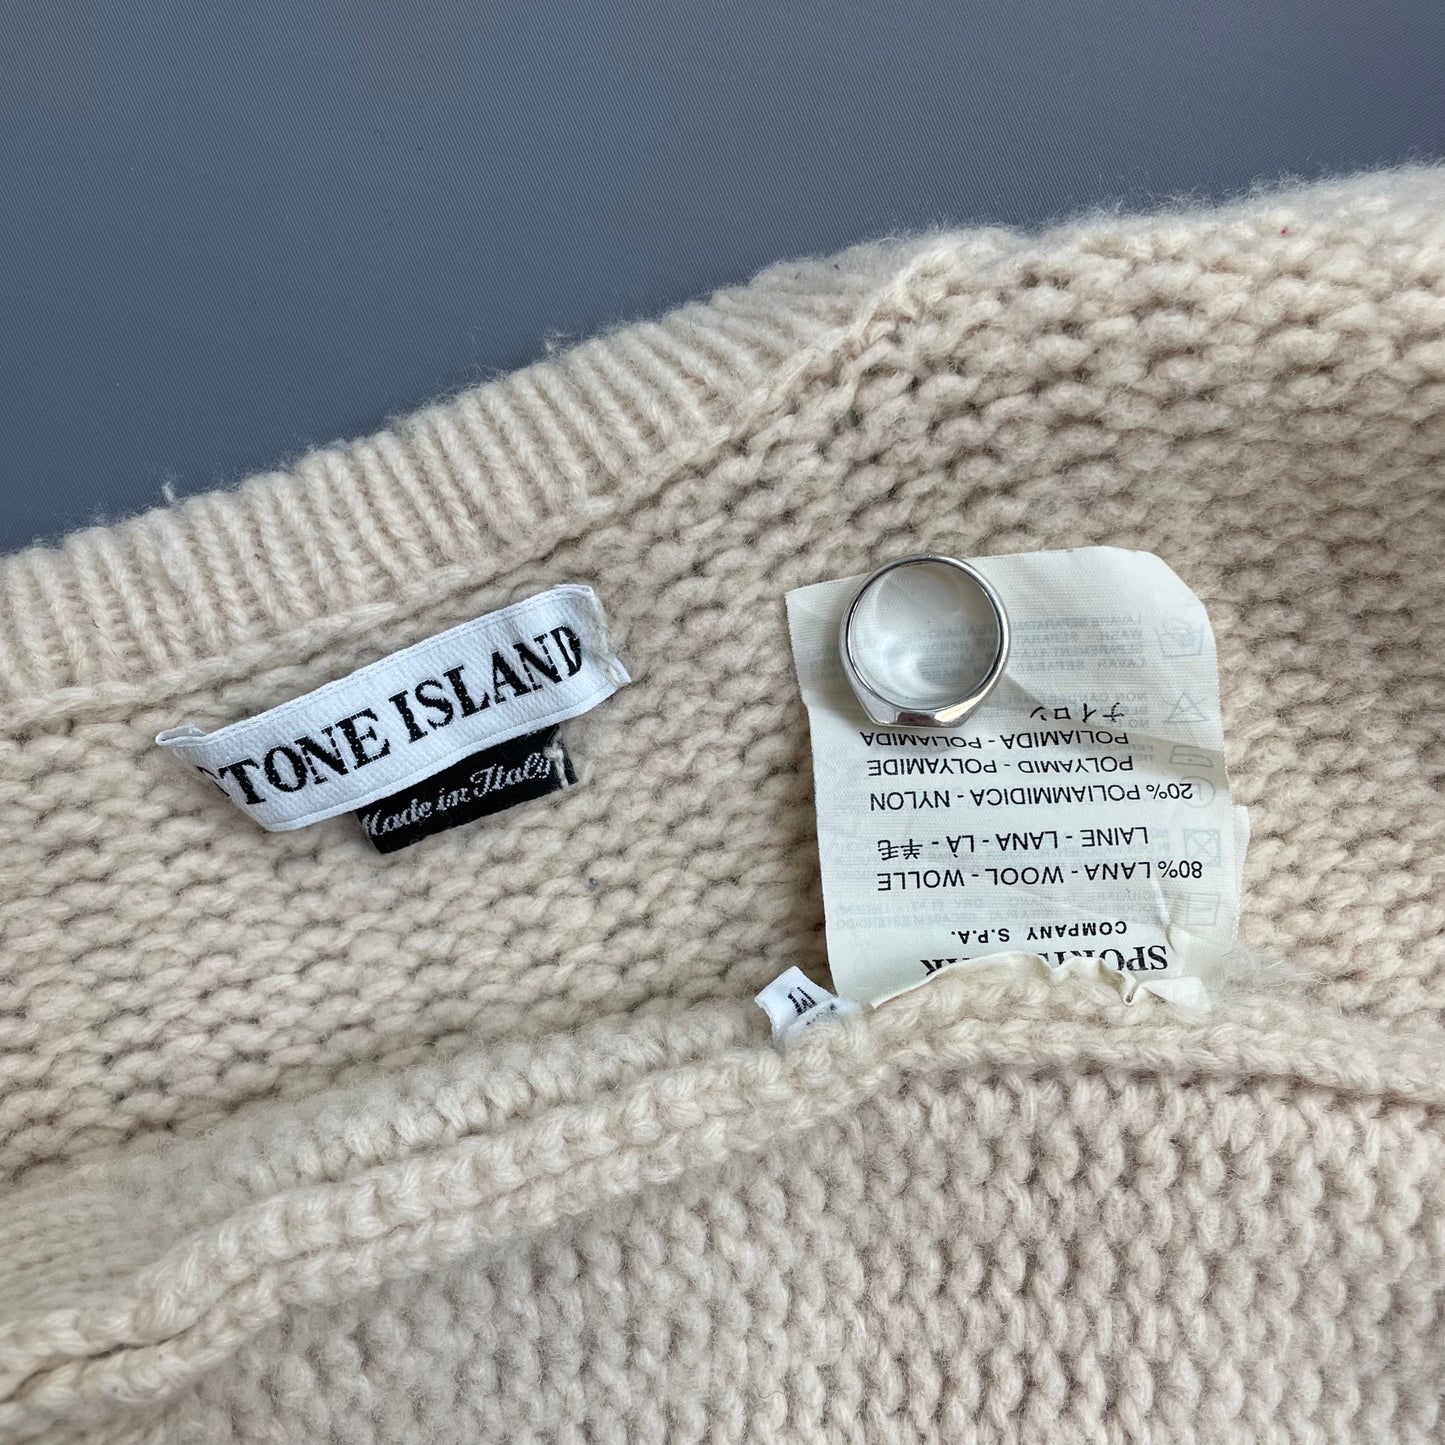 STONE ISLAND
Made in Italy
SPORTSWEAR
COMPANY S.P.A.
80% LANA - WOOL - WOLLE
LAINE - LANA - LÀ - 羊毛
20% POLIAMMIDICA - NYLON
POLYAMID - POLYAMIDE
POLIAMIDA - POLIAMIDA
ナイロン